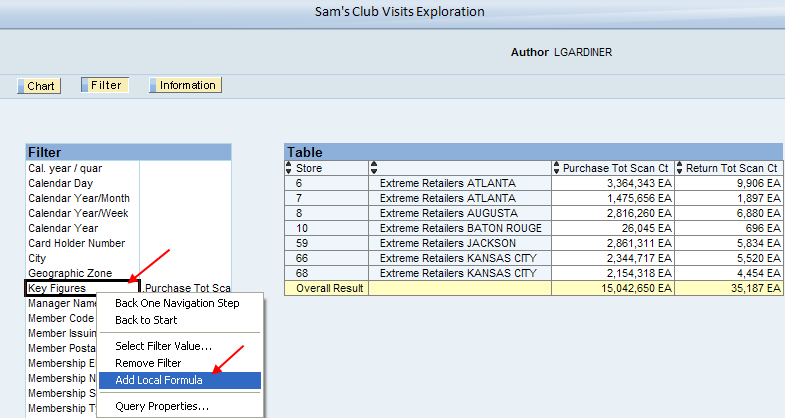 Sam's Club Visits Exploration
Author LGARDINER
Chart Filter Information
Filter
Cal. year / quar
Calendar Day
Calendar Year/Month
Calendar Year/Week
Calendar Year
Card Holder Number
City
Geographic Zone
Key Figures .Purchase Tot Sca
Manager Name
Member Code
Member Issuin
Member Posta
Membership E
Membership N
Membership S
Membership Ty
Back One Navigation Step
Back to Start
Select Filter Value...
Remove Filter
Add Local Formula
Query Properties...
Table
Store Purchase Tot Scan Ct Return Tot Scan Ct
6 Extreme Retailers ATLANTA 3,364,343 EA 9,906 EA
7 Extreme Retailers ATLANTA 1,475,656 EA 1,897 EA
8 Extreme Retailers AUGUSTA 2,816,260 EA 6,880 EA
10 Extreme Retailers BATON ROUGE 26,045 EA 696 EA
59 Extreme Retailers JACKSON 2,861,311 EA 5,834 EA
66 Extreme Retailers KANSAS CITY 2,344,717 EA 5,520 EA
68 Extreme Retailers KANSAS CITY 2,154,318 EA 4,454 EA
Overall Result 15,042,650 EA 35,187 EA